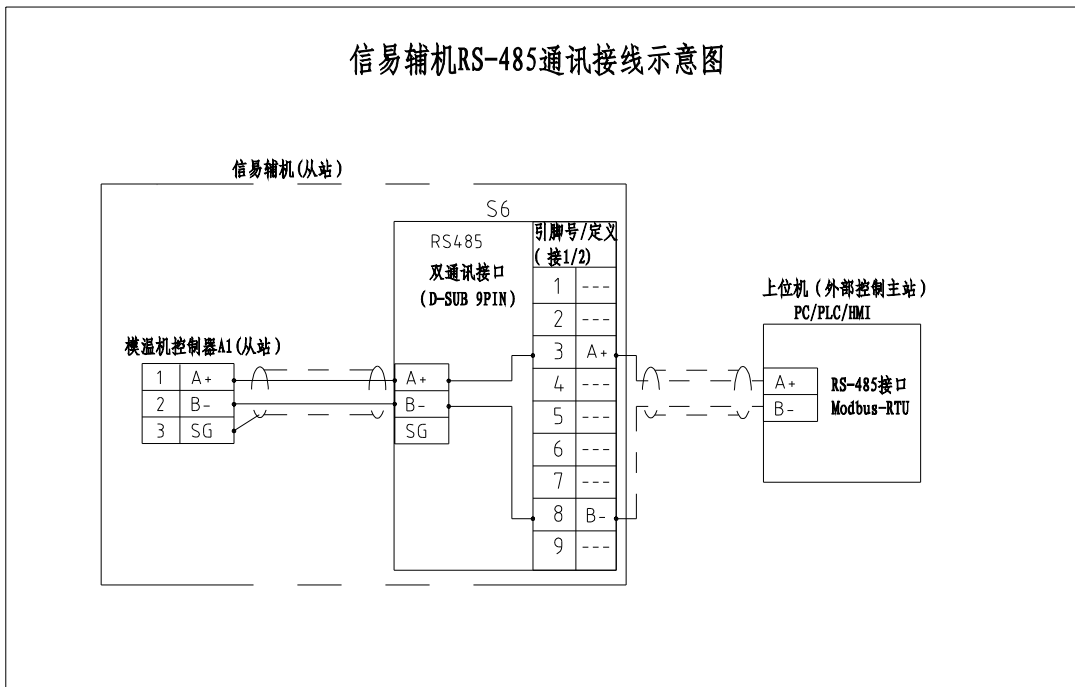 信易辅机RS-485通讯接线示意图
信易辅机(从站)
S6
RS485
双通讯接口
(D-SUB 9PIN)
引脚号/定义
(接1/2)
1 ---
2 ---
3 A+
4 ---
5 ---
6 ---
7 ---
8 B-
9 ---
模温机控制器A1(从站)
1 A+
2 B-
3 SG
A+
B-
SG
上位机(外部控制主站)
PC/PLC/HMI
A+
B-
RS-485接口
Modbus-RTU